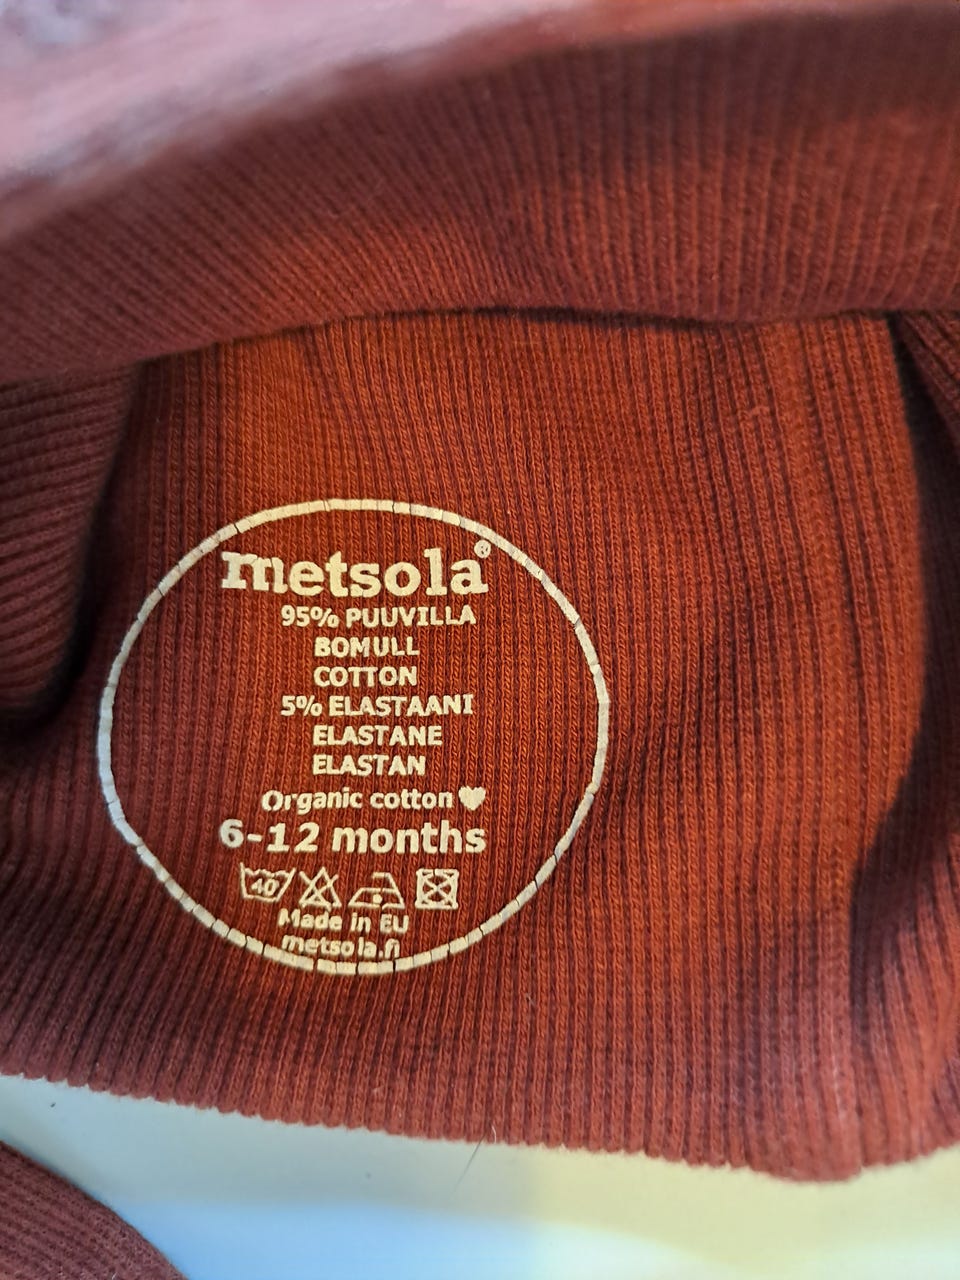 metsola®
95% PUUVILLA
BOMULL
COTTON
5% ELASTAANI
ELASTANE
ELASTAN
Organic cotton ♥
6-12 months
40
Made in EU
metsola.fi